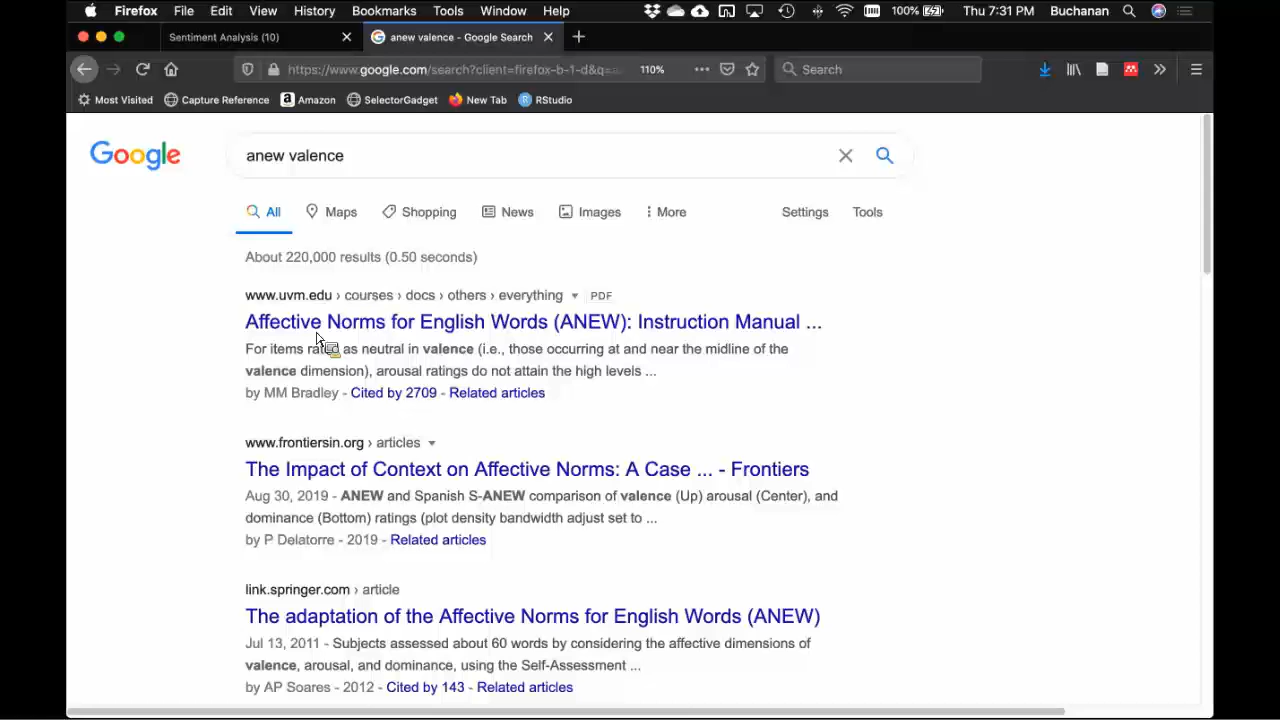 Firefox File Edit View History Bookmarks Tools Window Help 100% Thu 7:31 PM Buchanan
Sentiment Analysis (10) anew valence - Google Search
https://www.google.com/search?client=firefox-b-1-d&q=a 110% Search
Most Visited Capture Reference Amazon SelectorGadget New Tab RStudio
Google anew valence
All Maps Shopping News Images More Settings Tools
About 220,000 results (0.50 seconds)
www.uvm.edu › courses › docs › others › everything PDF
Affective Norms for English Words (ANEW): Instruction Manual ...
For items as neutral in valence (i.e., those occurring at and near the midline of the
valence dimension), arousal ratings do not attain the high levels ...
by MM Bradley - Cited by 2709 - Related articles
www.frontiersin.org › articles
The Impact of Context on Affective Norms: A Case ... - Frontiers
Aug 30, 2019 - ANEW and Spanish S-ANEW comparison of valence (Up) arousal (Center), and
dominance (Bottom) ratings (plot density bandwidth adjust set to ...
by P Delatorre - 2019 - Related articles
link.springer.com › article
The adaptation of the Affective Norms for English Words (ANEW)
Jul 13, 2011 - Subjects assessed about 60 words by considering the affective dimensions of
valence, arousal, and dominance, using the Self-Assessment ...
by AP Soares - 2012 - Cited by 143 - Related articles